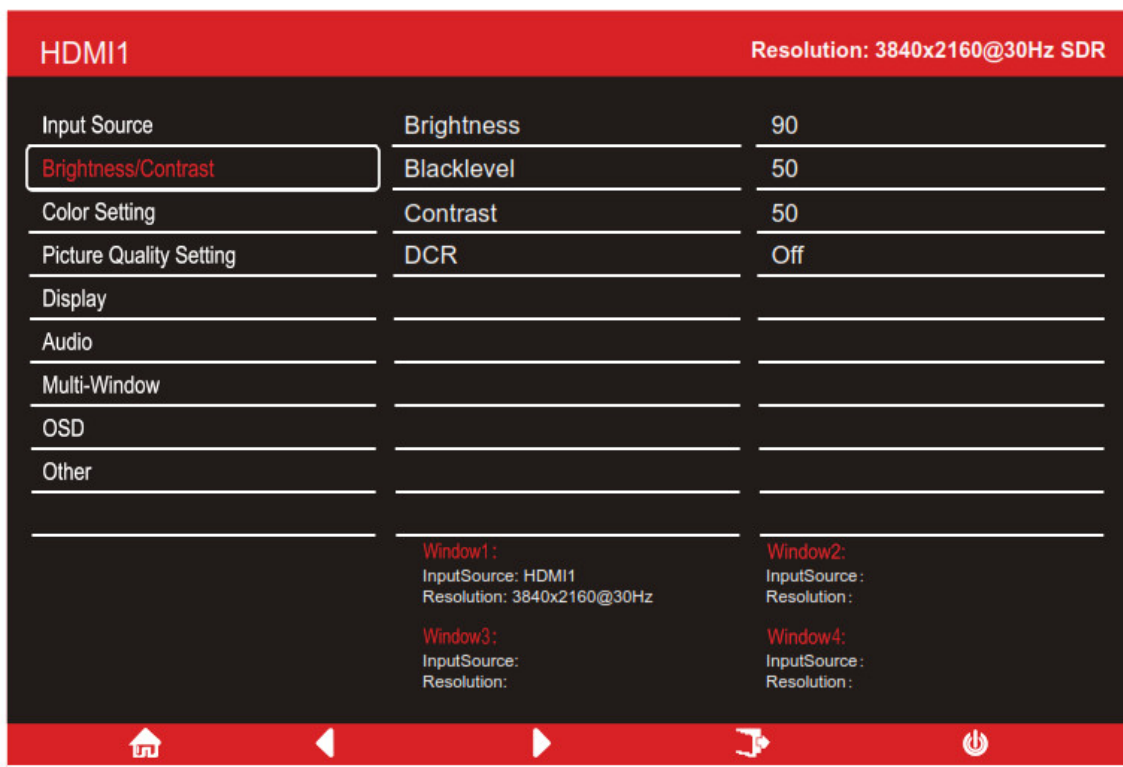 HDMI1 Resolution: 3840x2160@30Hz SDR
Input Source Brightness 90
Brightness/Contrast Blacklevel 50
Color Setting Contrast 50
Picture Quality Setting DCR Off
Display
Audio
Multi-Window
OSD
Other
Window1: Window2:
InputSource: HDMI1 InputSource:
Resolution: 3840x2160@30Hz Resolution:
Window3: Window4:
InputSource: InputSource:
Resolution: Resolution: